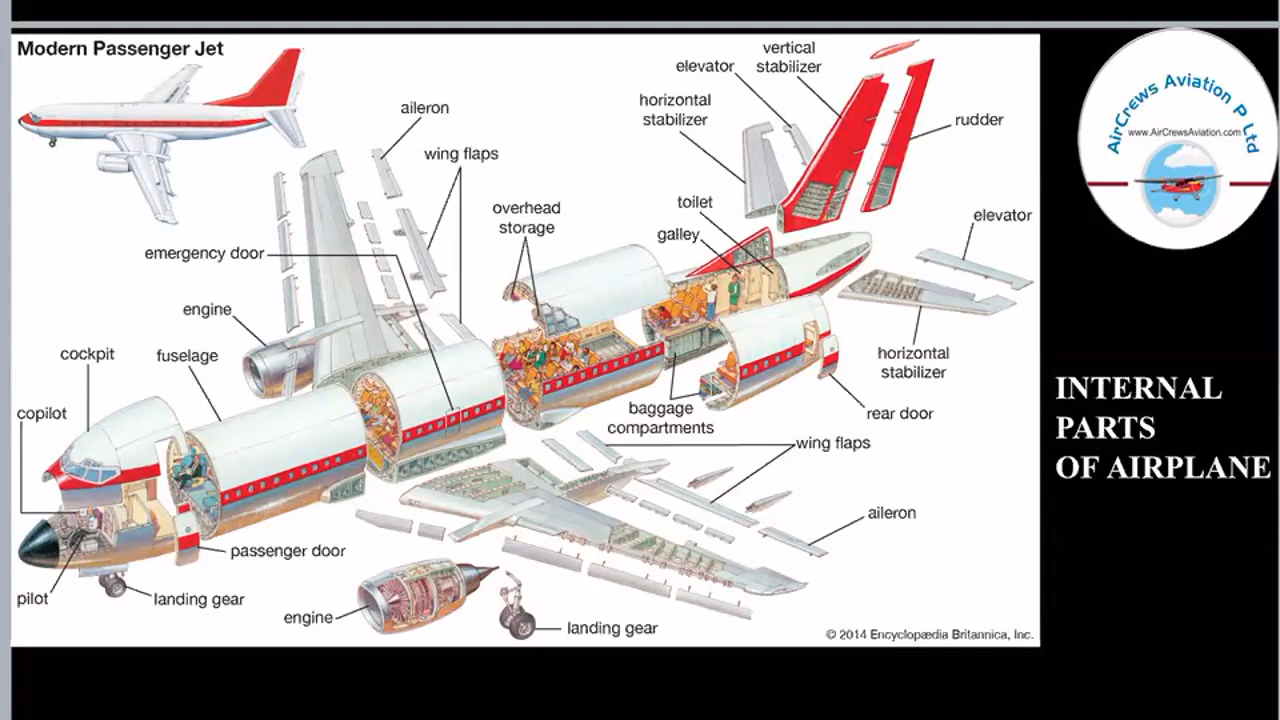 Modern Passenger Jet
vertical
stabilizer
elevator
horizontal
stabilizer
aileron
rudder
wing flaps
toilet
overhead
storage
galley
elevator
emergency door
engine
cockpit
fuselage
horizontal
stabilizer
copilot
baggage
compartments
rear door
wing flaps
aileron
passenger door
pilot
landing gear
engine
landing gear
© 2014 Encyclopædia Britannica, Inc.
AirCrews Aviation P Ltd
www.AirCrewsAviation.com
INTERNAL
PARTS
OF AIRPLANE